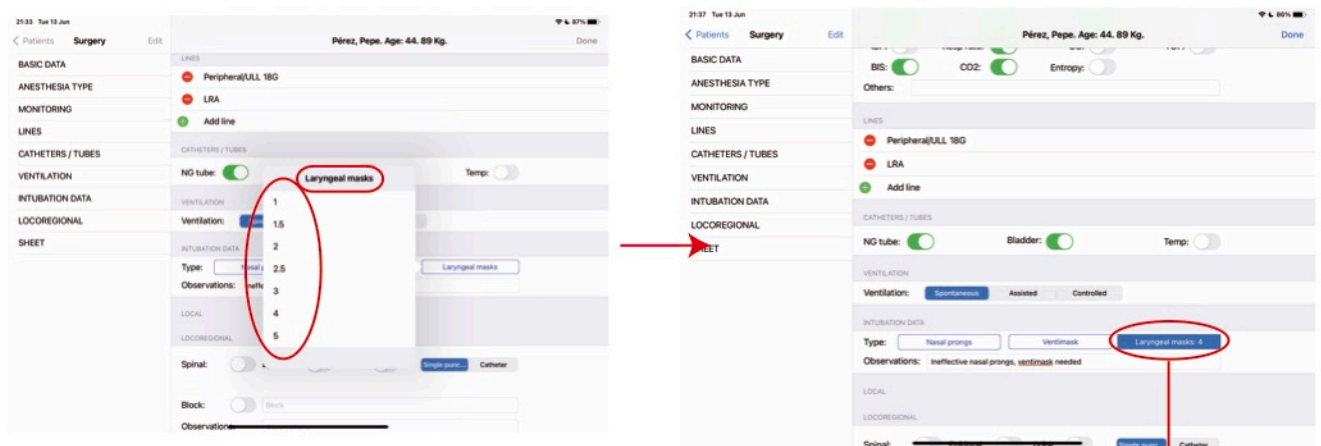 21:33 Tue 13 Jun
87%
Patients Surgery Edit
Pérez, Pepe. Age: 44. 89 Kg.
Done
BASIC DATA
ANESTHESIA TYPE
MONITORING
LINES
CATHETERS / TUBES
VENTILATION
INTUBATION DATA
LOCOREGIONAL
SHEET
LINES
Peripheral/ULL 18G
LRA
Add line
CATHETERS / TUBES
NG tube:
Temp:
VENTILATION
Ventilation:
INTUBATION DATA
Type:
Laryngeal masks
Observations:
LOCAL
LOCOREGIONAL
Spinal:
Single punc... Catheter
Block:
Block
Observation
Laryngeal masks
1
1.5
2
2.5
3
4
5
21:37 Tue 13 Jun
86%
Patients Surgery Edit
Pérez, Pepe. Age: 44. 89 Kg.
Done
BASIC DATA
ANESTHESIA TYPE
MONITORING
LINES
CATHETERS / TUBES
VENTILATION
INTUBATION DATA
LOCOREGIONAL
SHEET
BIS: CO2: Entropy:
Others:
LINES
Peripheral/ULL 18G
LRA
Add line
CATHETERS / TUBES
NG tube: Bladder: Temp:
VENTILATION
Ventilation: Spontaneous Assisted Controlled
INTUBATION DATA
Type: Nasal prongs Ventimask Laryngeal masks: 4
Observations: Ineffective nasal prongs, ventimask needed
LOCAL
LOCOREGIONAL
Spinal: Single punc... Catheter